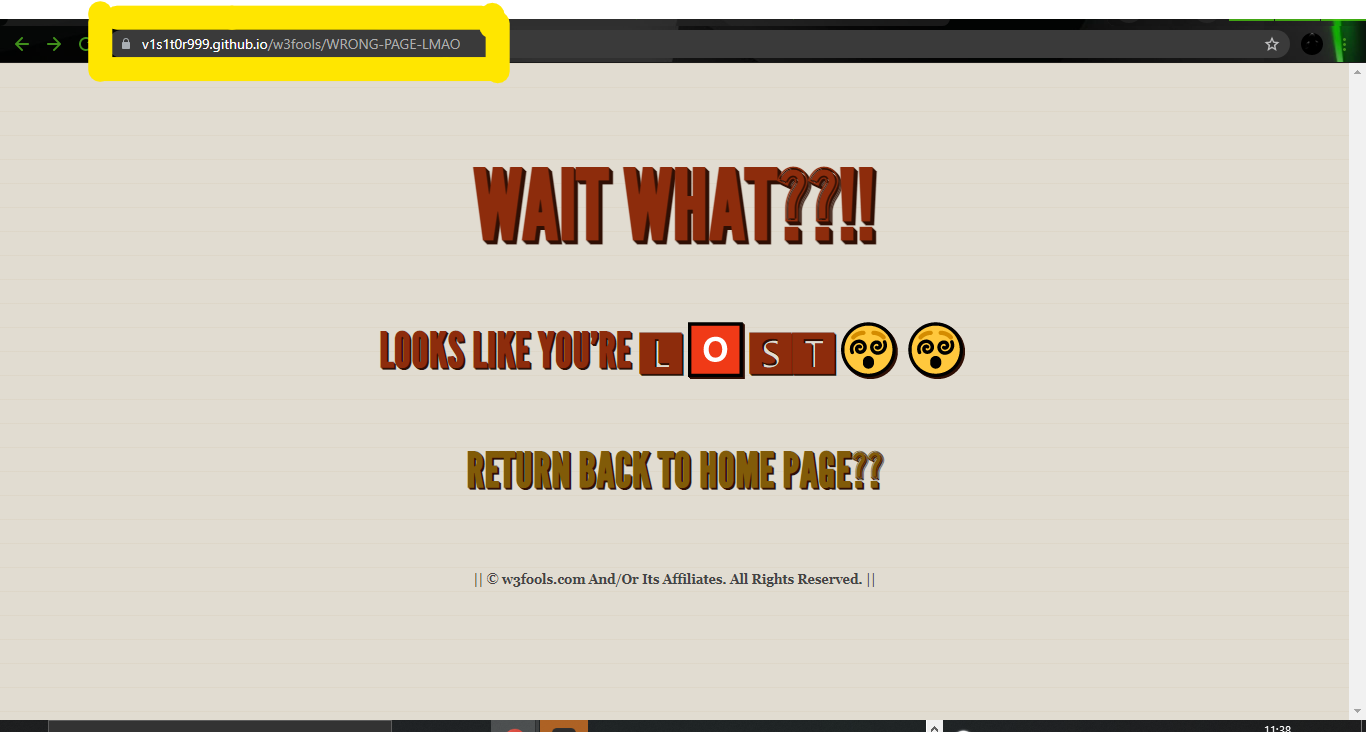 v1s1t0r999.github.io/w3fools/WRONG-PAGE-LMAO
WAIT WHAT??!!
LOOKS LIKE YOU'RE 🅻🅾🆂🆃😵‍💫 😵‍💫
RETURN BACK TO HOME PAGE??
|| © w3fools.com And/Or Its Affiliates. All Rights Reserved. ||
11:38